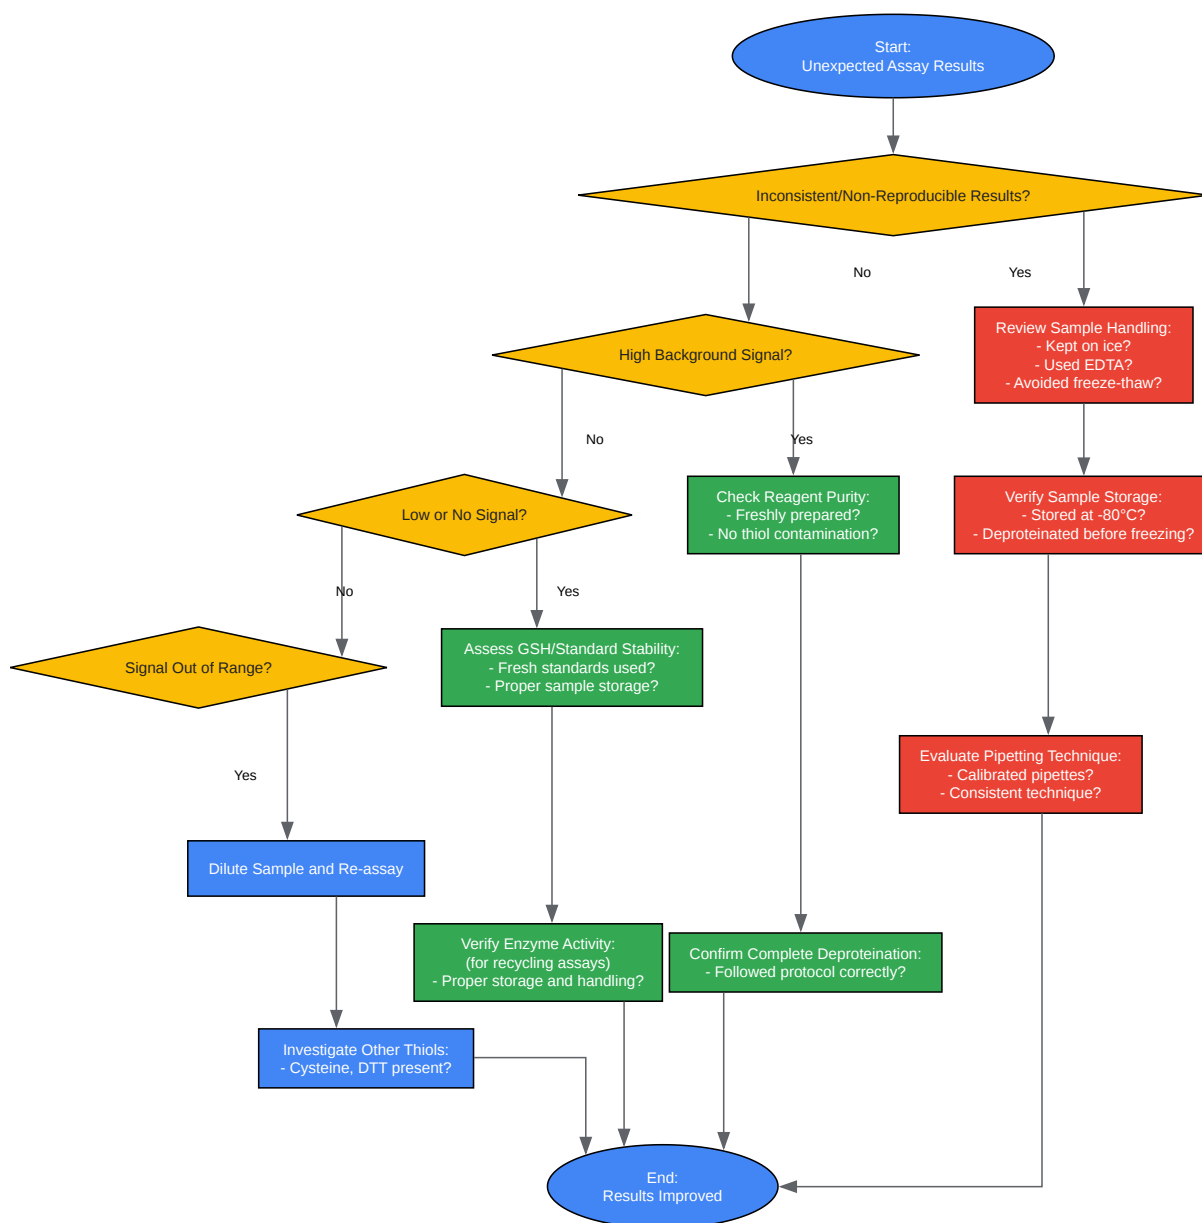 Start:
Unexpected Assay Results
Inconsistent/Non-Reproducible Results?
No
Yes
High Background Signal?
Review Sample Handling:
- Kept on ice?
- Used EDTA?
- Avoided freeze-thaw?
No
Yes
Low or No Signal?
Check Reagent Purity:
- Freshly prepared?
- No thiol contamination?
Verify Sample Storage:
- Stored at -80°C?
- Deproteinated before freezing?
No
Yes
Signal Out of Range?
Assess GSH/Standard Stability:
- Fresh standards used?
- Proper sample storage?
Yes
Evaluate Pipetting Technique:
- Calibrated pipettes?
- Consistent technique?
Dilute Sample and Re-assay
Verify Enzyme Activity:
(for recycling assays)
- Proper storage and handling?
Confirm Complete Deproteination:
- Followed protocol correctly?
Investigate Other Thiols:
- Cysteine, DTT present?
End:
Results Improved